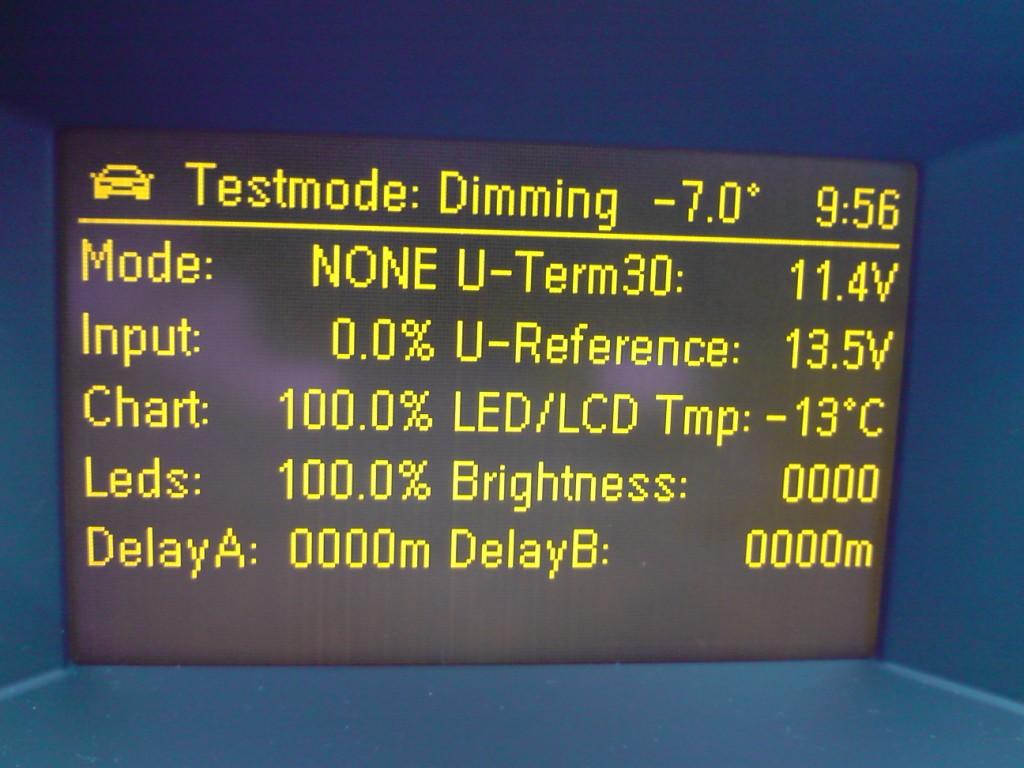 Testmode: Dimming -7.0° 9:56
Mode: NONE U-Term30: 11.4V
Input: 0.0% U-Reference: 13.5V
Chart: 100.0% LED/LCD Tmp: -13°C
Leds: 100.0% Brightness: 0000
DelayA: 0000m DelayB: 0000m